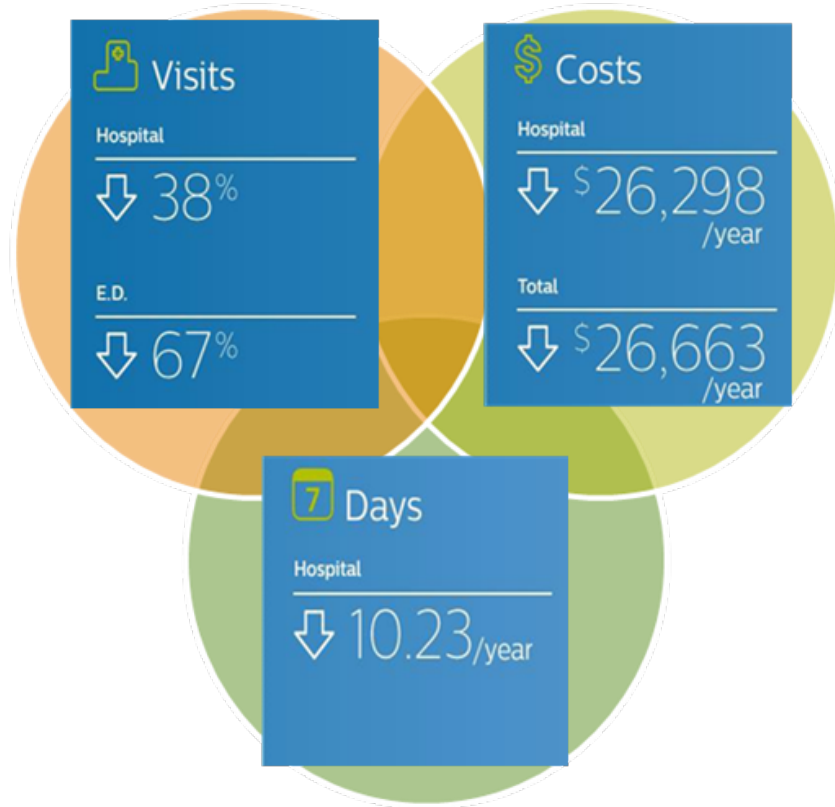 Visits
Hospital
38%
E.D.
67%
$ Costs
Hospital
$26,298
/year
Total
$26,663
/year
7 Days
Hospital
10.23/year